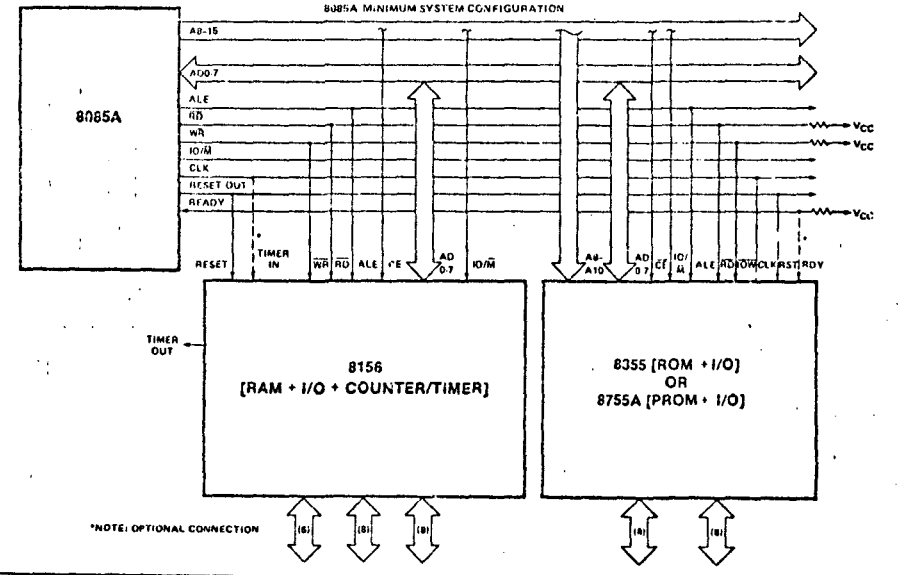 8085A MINIMUM SYSTEM CONFIGURATION
A8-15
AD0-7
8085A
ALE
RD
WR
IO/M
CLK
RESET OUT
READY
VCC
VCC
VCC
*
TIMER IN
*
RESET
WR
RD
ALE
CE
AD 0-7
IO/M
A8-A10
AD 0-7
CE
IO/M
ALE
RD
IOW
CLK
RST
RDY
TIMER OUT
8156
[RAM + I/O + COUNTER/TIMER]
8355 [ROM + I/O]
OR
8755A [PROM + I/O]
*NOTE: OPTIONAL CONNECTION
(6)
(8)
(8)
(8)
(8)